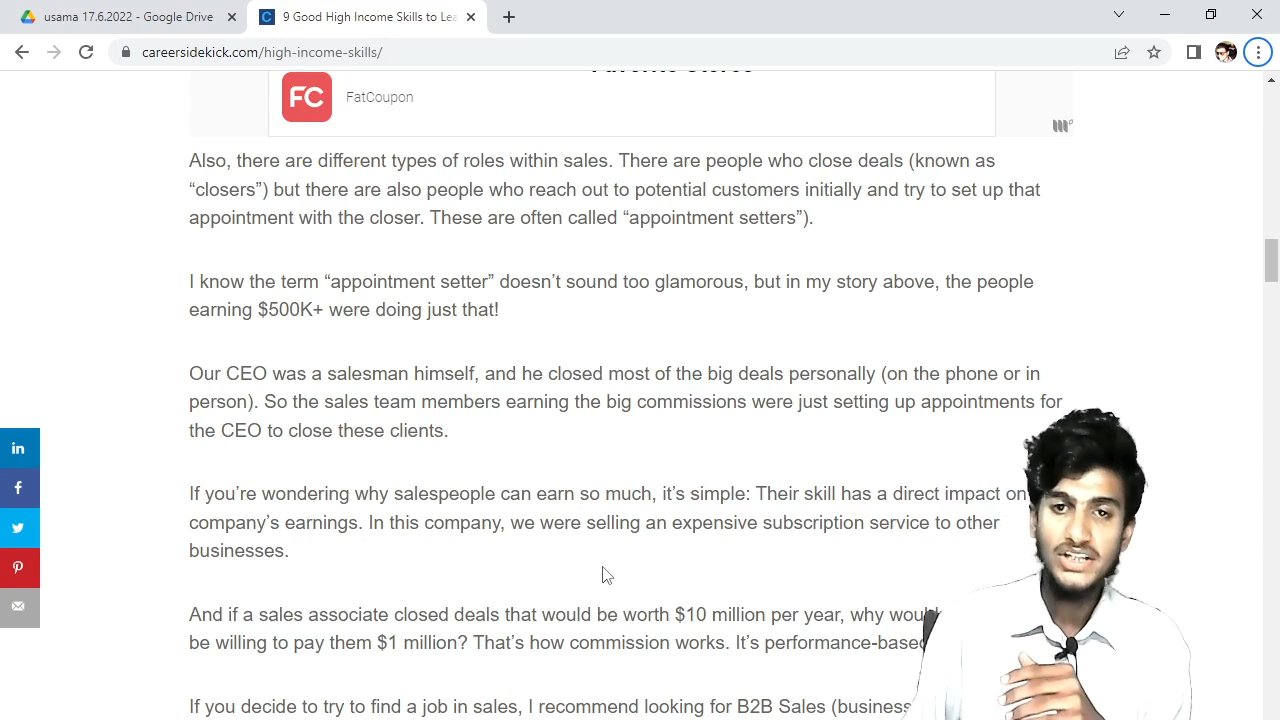 usama 17.6.2022 - Google Drive
9 Good High Income Skills to Lea
careersidekick.com/high-income-skills/
FC
FatCoupon
Also, there are different types of roles within sales. There are people who close deals (known as
“closers”) but there are also people who reach out to potential customers initially and try to set up that
appointment with the closer. These are often called “appointment setters”).
I know the term “appointment setter” doesn’t sound too glamorous, but in my story above, the people
earning $500K+ were doing just that!
Our CEO was a salesman himself, and he closed most of the big deals personally (on the phone or in
person). So the sales team members earning the big commissions were just setting up appointments for
the CEO to close these clients.
If you’re wondering why salespeople can earn so much, it’s simple: Their skill has a direct impact on
company’s earnings. In this company, we were selling an expensive subscription service to other
businesses.
And if a sales associate closed deals that would be worth $10 million per year, why
be willing to pay them $1 million? That’s how commission works. It’s performance-based
If you decide to try to find a job in sales, I recommend looking for B2B Sales (business